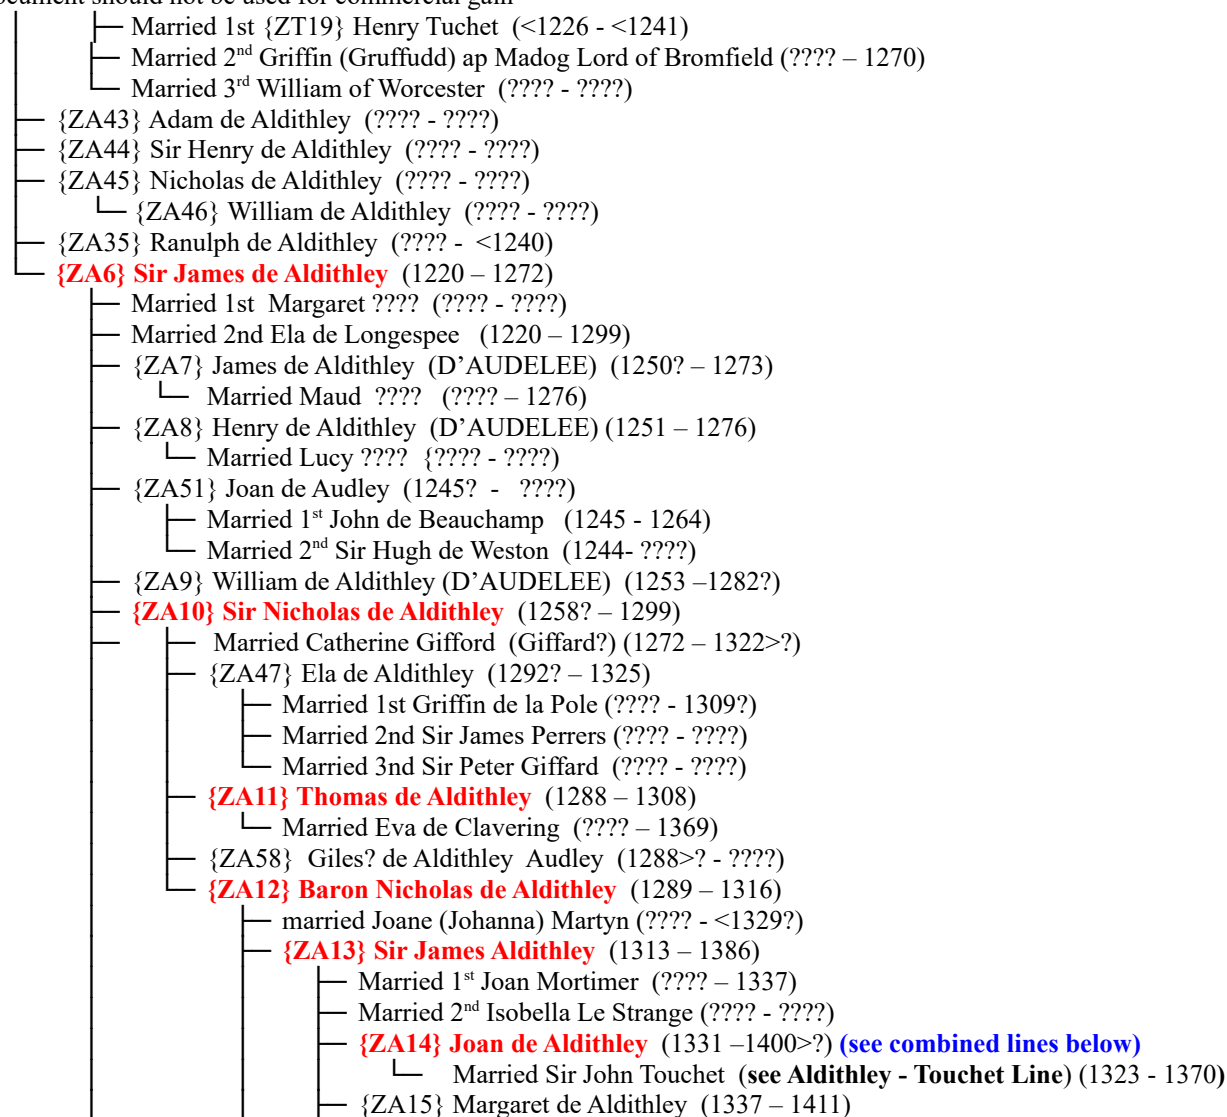 ocument should not be used for commercial gain
Married 1st {ZT19} Henry Tuchet (<1226 - <1241)
Married 2nd Griffin (Gruffudd) ap Madog Lord of Bromfield (???? – 1270)
Married 3rd William of Worcester (???? - ????)
{ZA43} Adam de Aldithley (???? - ????)
{ZA44} Sir Henry de Aldithley (???? - ????)
{ZA45} Nicholas de Aldithley (???? - ????)
{ZA46} William de Aldithley (???? - ????)
{ZA35} Ranulph de Aldithley (???? - <1240)
{ZA6} Sir James de Aldithley (1220 – 1272)
Married 1st Margaret ???? (???? - ????)
Married 2nd Ela de Longespee (1220 – 1299)
{ZA7} James de Aldithley (D’AUDELEE) (1250? – 1273)
Married Maud ???? (???? – 1276)
{ZA8} Henry de Aldithley (D’AUDELEE) (1251 – 1276)
Married Lucy ???? {???? - ????)
{ZA51} Joan de Audley (1245? - ????)
Married 1st John de Beauchamp (1245 - 1264)
Married 2nd Sir Hugh de Weston (1244- ????)
{ZA9} William de Aldithley (D’AUDELEE) (1253 –1282?)
{ZA10} Sir Nicholas de Aldithley (1258? – 1299)
Married Catherine Gifford (Giffard?) (1272 – 1322>?)
{ZA47} Ela de Aldithley (1292? – 1325)
Married 1st Griffin de la Pole (???? - 1309?)
Married 2nd Sir James Perrers (???? - ????)
Married 3nd Sir Peter Giffard (???? - ????)
{ZA11} Thomas de Aldithley (1288 – 1308)
Married Eva de Clavering (???? – 1369)
{ZA58} Giles? de Aldithley Audley (1288>? - ????)
{ZA12} Baron Nicholas de Aldithley (1289 – 1316)
married Joane (Johanna) Martyn (???? - <1329?)
{ZA13} Sir James Aldithley (1313 – 1386)
Married 1st Joan Mortimer (???? – 1337)
Married 2nd Isobella Le Strange (???? - ????)
{ZA14} Joan de Aldithley (1331 –1400>?) (see combined lines below)
Married Sir John Touchet (see Aldithley - Touchet Line) (1323 - 1370)
{ZA15} Margaret de Aldithley (1337 – 1411)